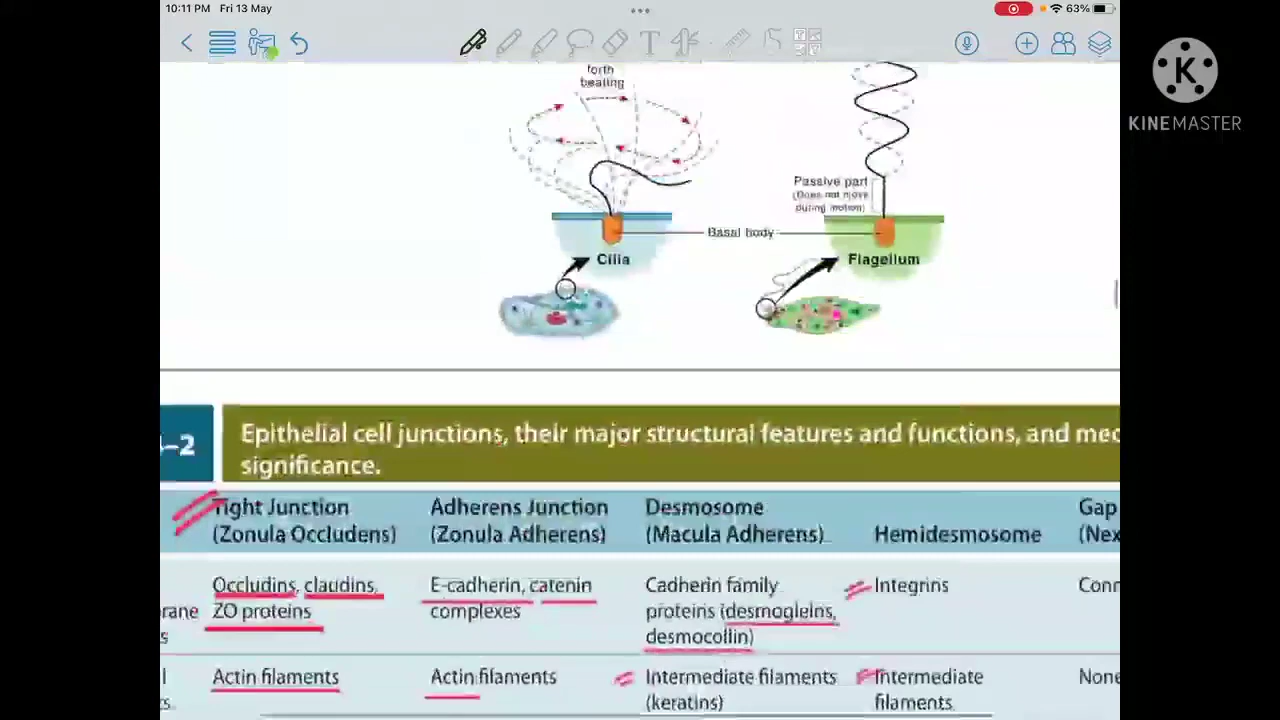 10:11 PM Fri 13 May
63%
K
KINEMASTER
forth
beating
Passive part
(Does not move
during motion)
Basal body
Cilia
Flagellum
–2
Epithelial cell junctions, their major structural features and functions, and med
significance.
Tight Junction
(Zonula Occludens)
Adherens Junction
(Zonula Adherens)
Desmosome
(Macula Adherens)
Hemidesmosome
Gap
(Nex
rane
s
Occludins, claudins,
ZO proteins
E-cadherin, catenin
complexes
Cadherin family
proteins (desmogleins,
desmocollin)
Integrins
Conn
l
ts.
Actin filaments
Actin filaments
Intermediate filaments
(keratins)
Intermediate
filaments
None